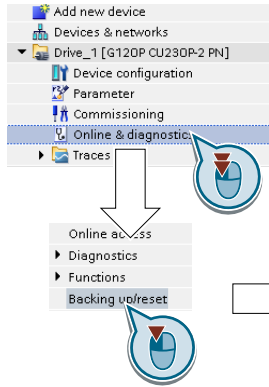 Add new device
Devices & networks
Drive_1 [G120P CU230P-2 PN]
Device configuration
Parameter
Commissioning
Online & diagnostics
Traces
Online access
Diagnostics
Functions
Backing up/reset